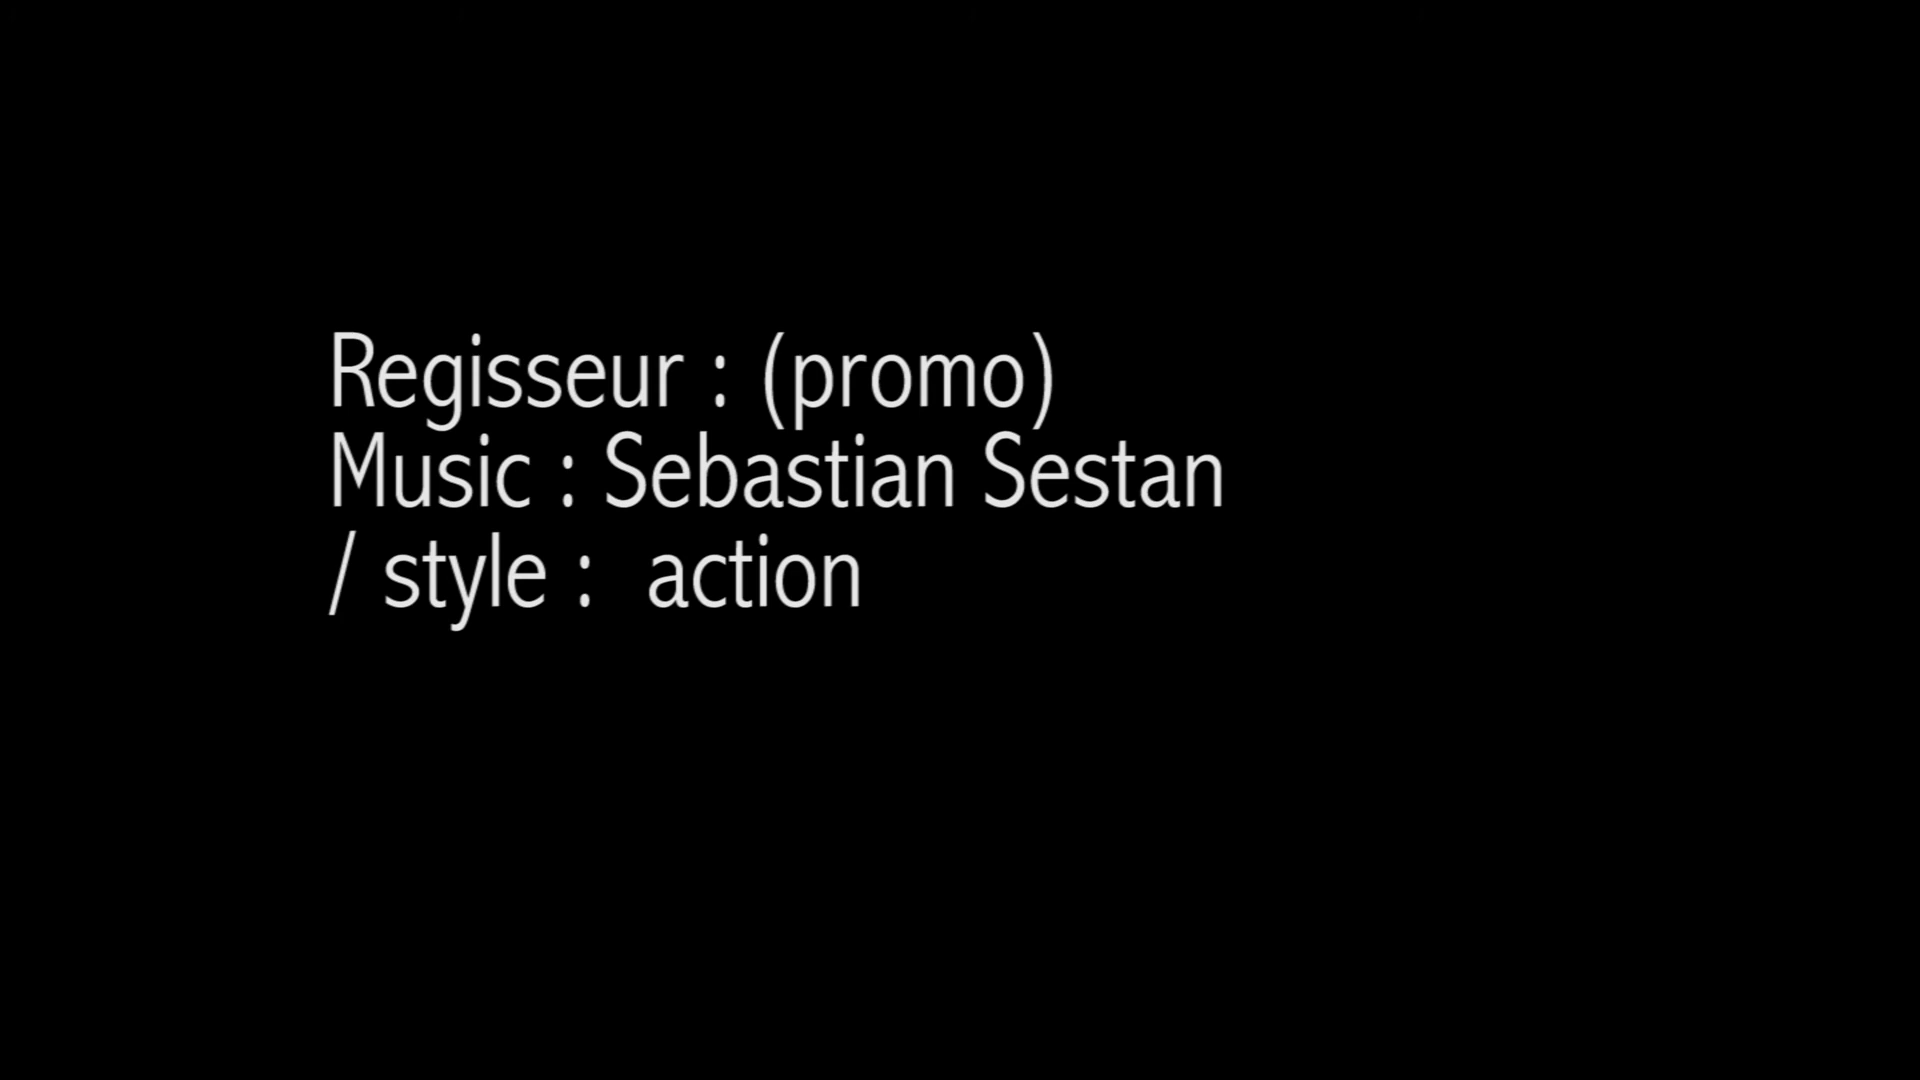 Regisseur : (promo)
Music : Sebastian Sestan
/ style :  action